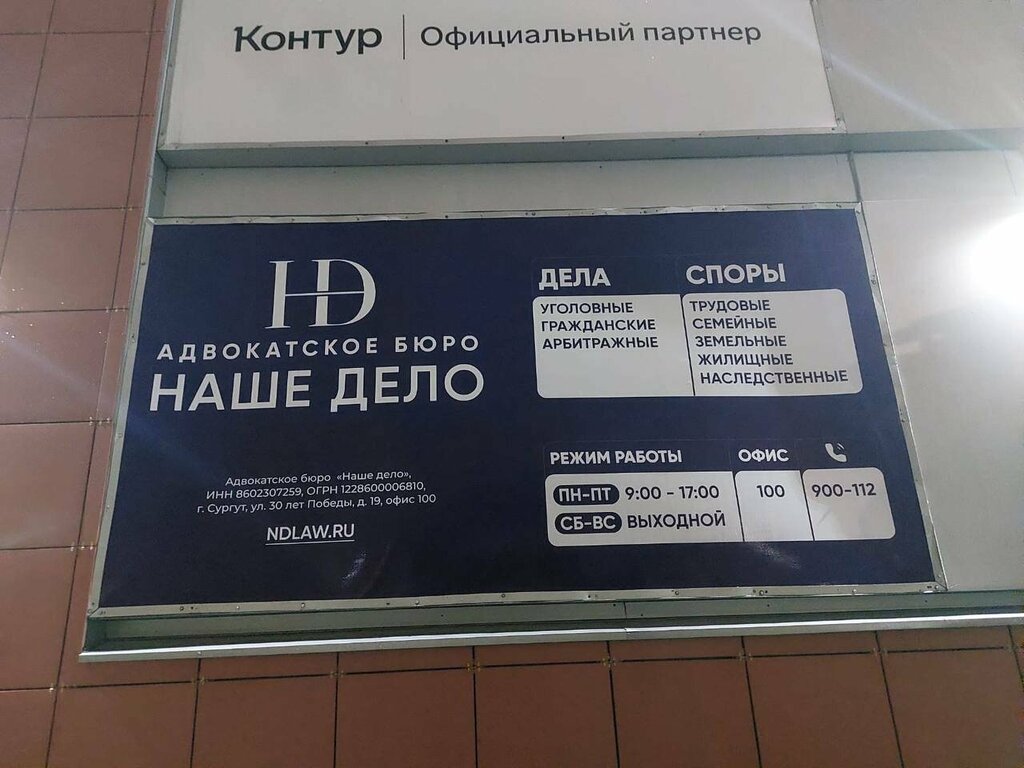 Контур | Официальный партнер
HD
АДВОКАТСКОЕ БЮРО
НАШЕ ДЕЛО
Адвокатское бюро «Наше дело»,
ИНН 8602307259, ОГРН 1228600006810,
г. Сургут, ул. 30 лет Победы, д. 19, офис 100
NDLAW.RU
ДЕЛА
УГОЛОВНЫЕ
ГРАЖДАНСКИЕ
АРБИТРАЖНЫЕ
СПОРЫ
ТРУДОВЫЕ
СЕМЕЙНЫЕ
ЗЕМЕЛЬНЫЕ
ЖИЛИЩНЫЕ
НАСЛЕДСТВЕННЫЕ
РЕЖИМ РАБОТЫ
ПН-ПТ 9:00 - 17:00
СБ-ВС ВЫХОДНОЙ
ОФИС
100
900-112